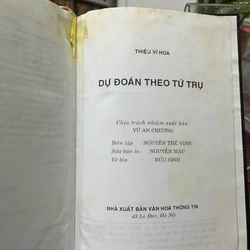 THIỆU VĨ HOA
DỰ ĐOÁN THEO TỨ TRỤ
Chịu trách nhiệm xuất bản
VŨ AN CHƯƠNG
Biên tập : NGUYỄN THẾ VINH
Sửa bản in : NGUYỄN MÀU
Vẽ bìa : BỬU SINH
NHÀ XUẤT BẢN VĂN HOÁ THÔNG TIN
43 Lò Đúc, Hà Nội